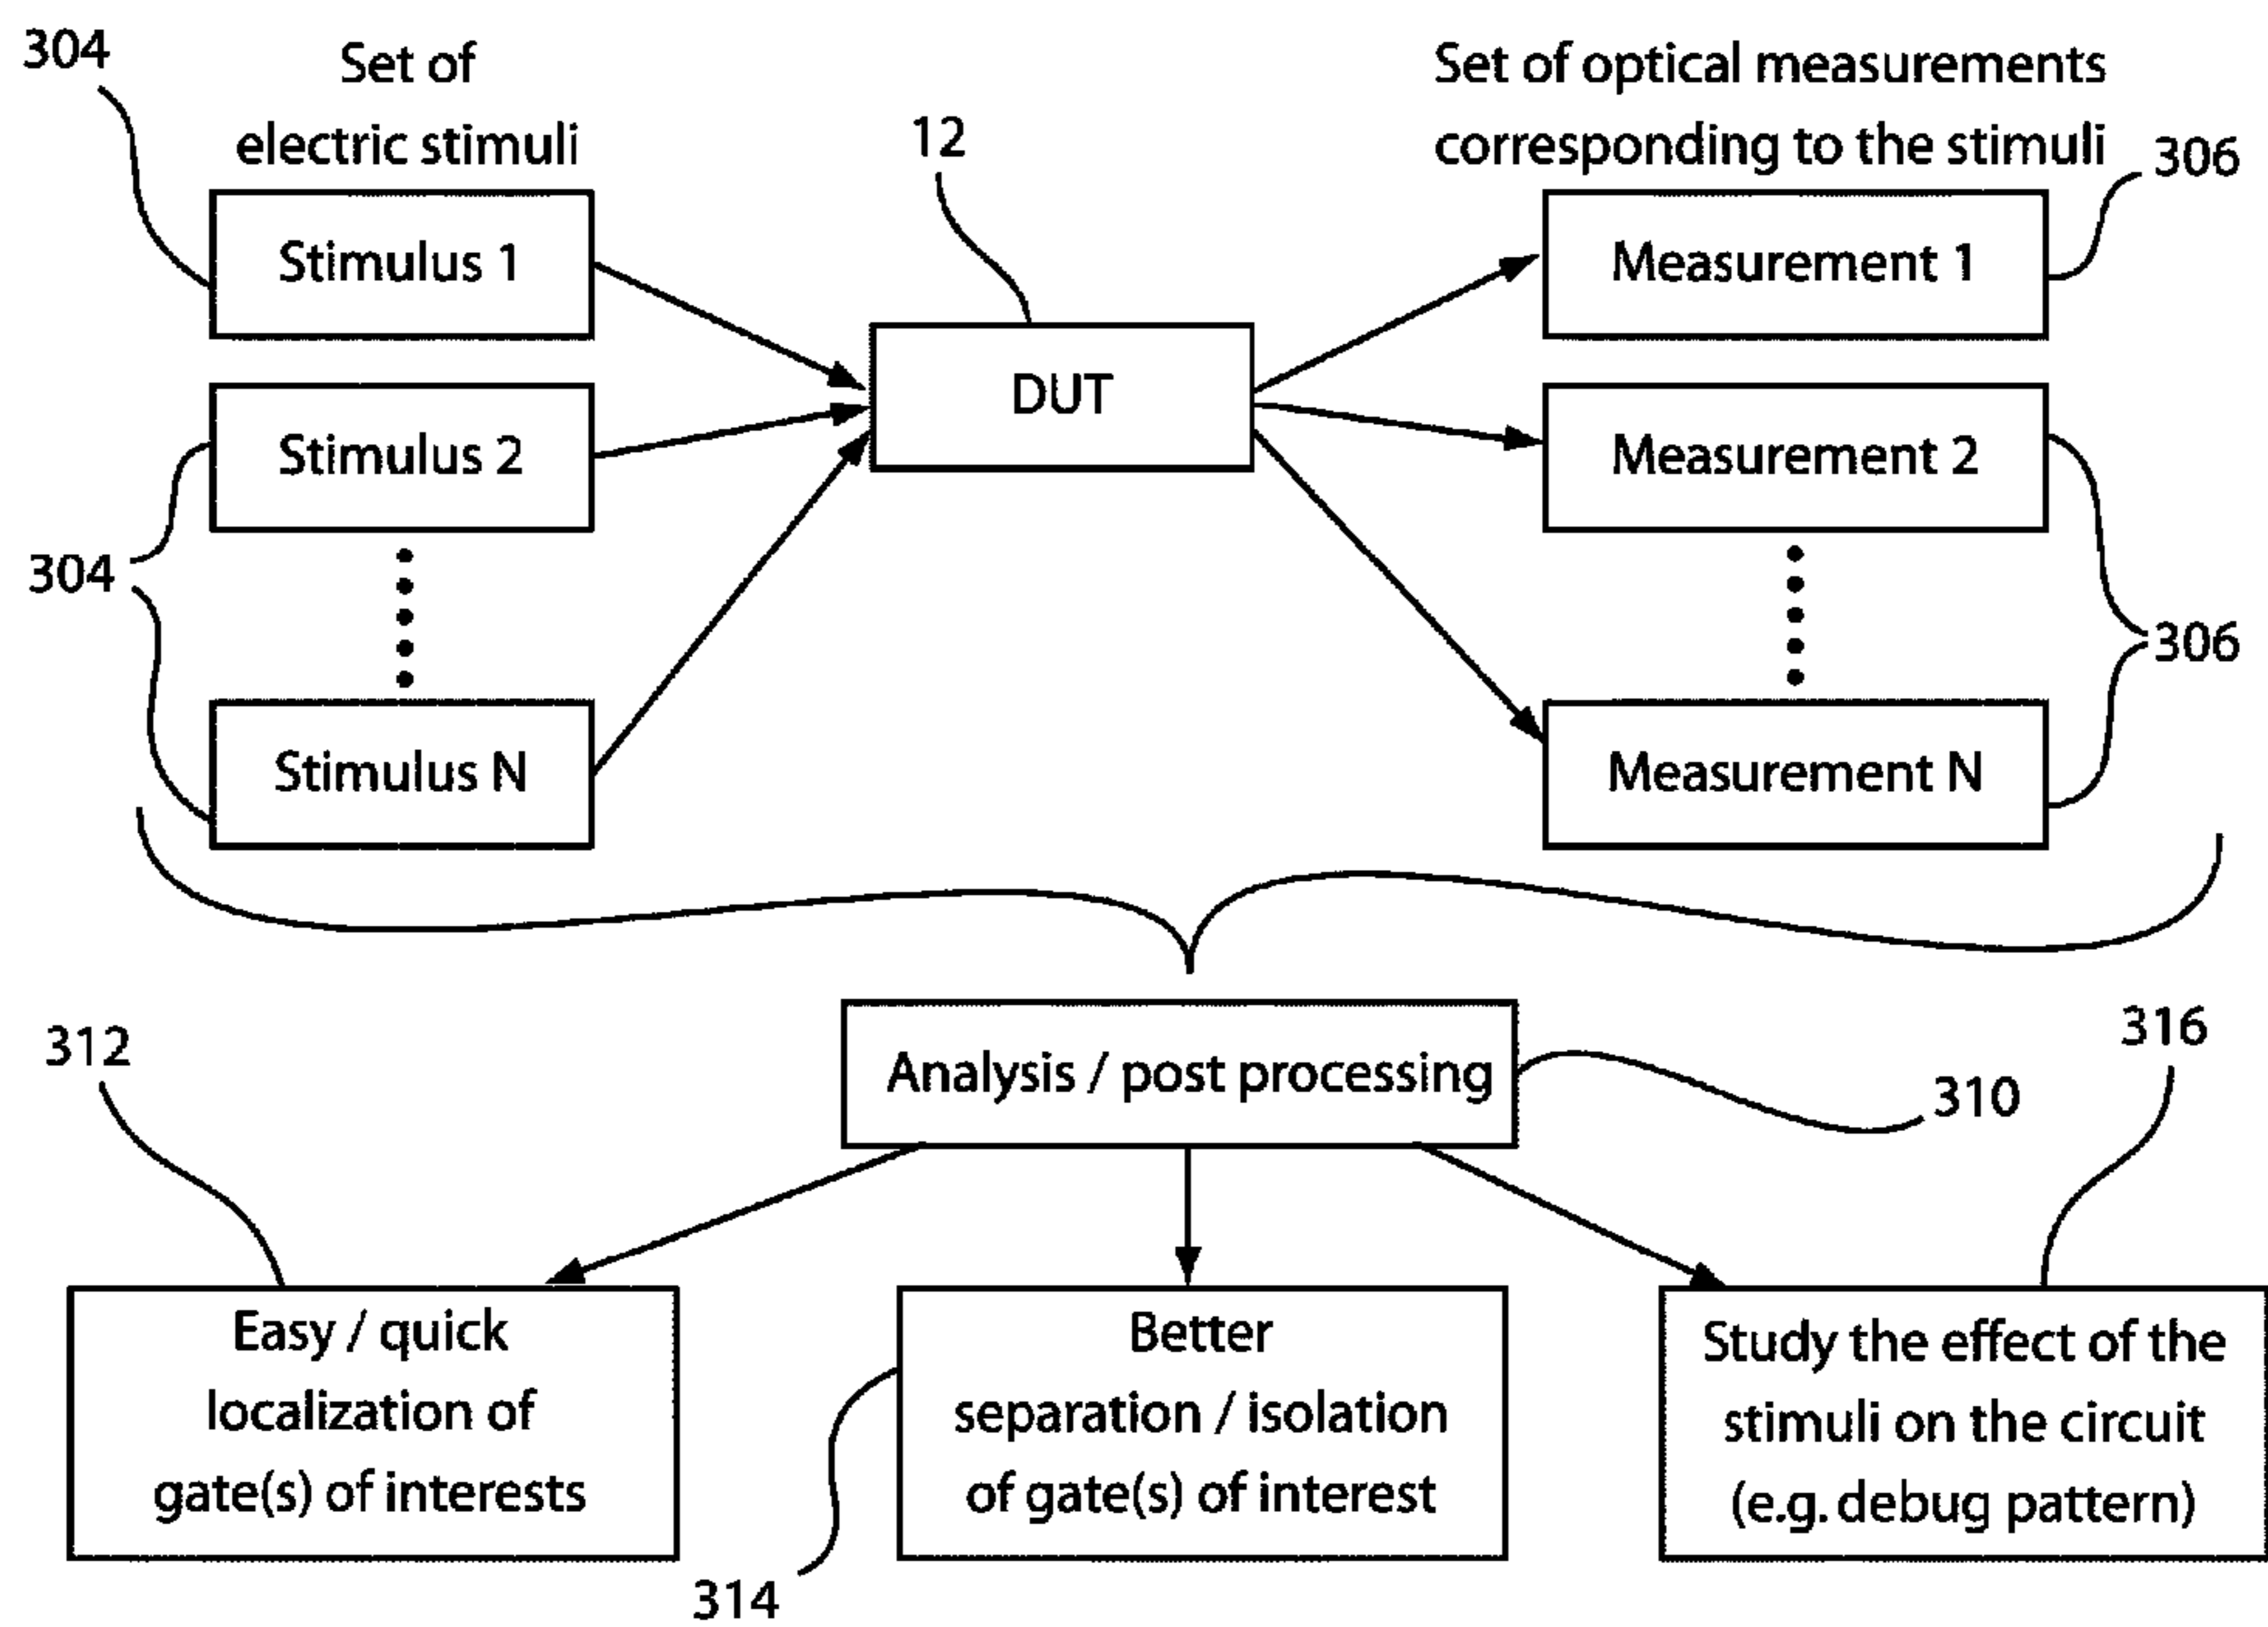 304
Set of
electric stimuli
12
Set of optical measurements
corresponding to the stimuli
306
Stimulus 1
Measurement 1
DUT
Stimulus 2
Measurement 2
304
306
Stimulus N
Measurement N
Analysis / post processing
310
312
316
Easy / quick
localization of
gate(s) of interests
Better
separation / isolation
of gate(s) of interest
Study the effect of the
stimuli on the circuit
(e.g. debug pattern)
314